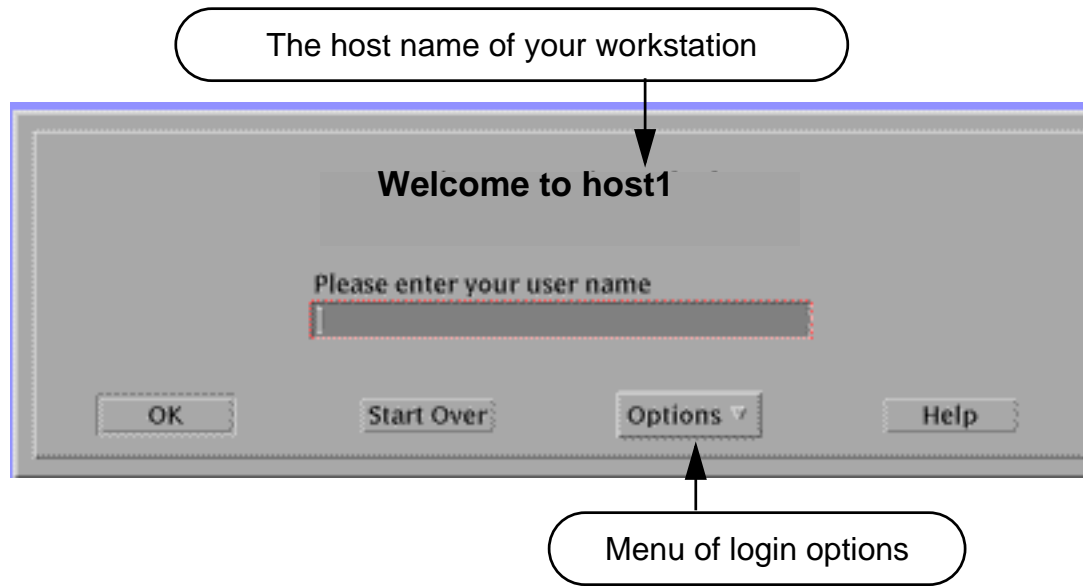 The host name of your workstation
Welcome to host1
Please enter your user name
OK
Start Over
Options
Help
Menu of login options